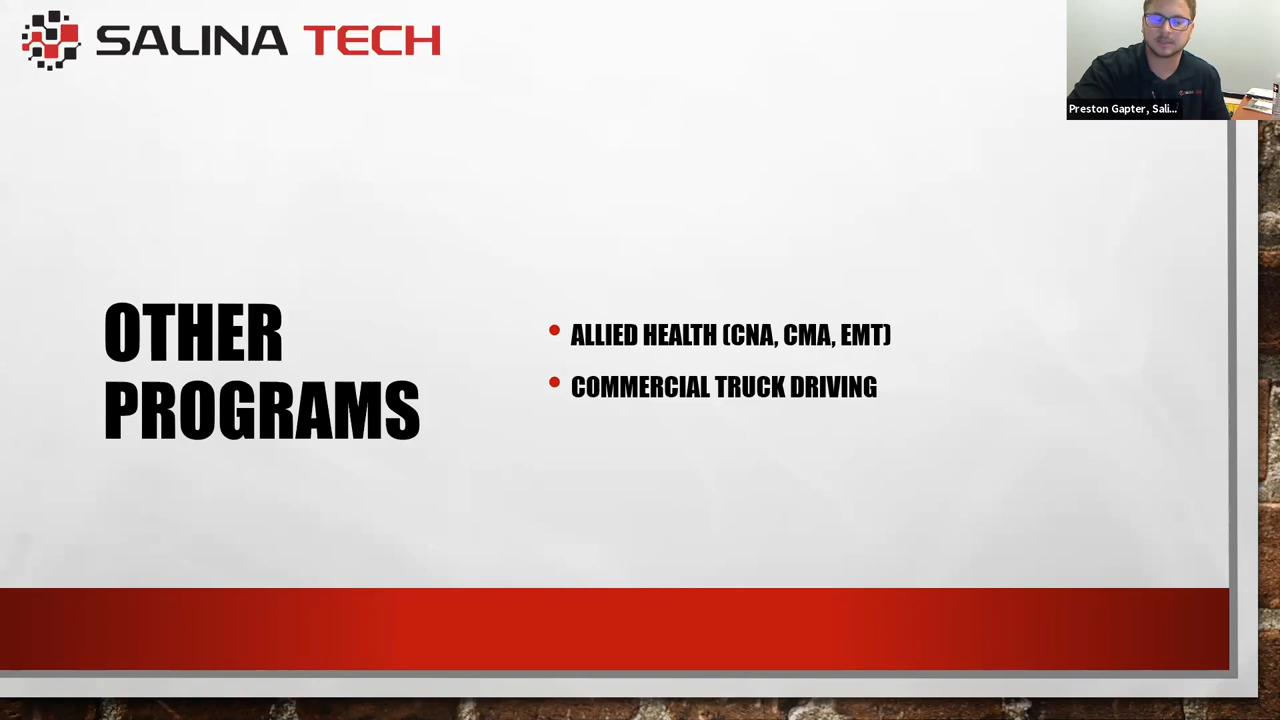 SALINA TECH
Preston Gapter, Sali...
OTHER
PROGRAMS
• ALLIED HEALTH (CNA, CMA, EMT)
• COMMERCIAL TRUCK DRIVING